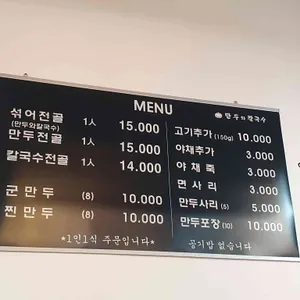 MENU
만두와칼국수
섞어전골 1人 15.000
(만두와칼국수)
만두전골 1人 15.000
칼국수전골 1人 14.000
군만두 (8) 10.000
찐만두 (8) 10.000
*1인1식 주문입니다*
고기추가 (150g) 10.000
야채추가 3.000
야채죽 3.000
면사리 3.000
만두사리 (8) 5.000
만두포장 (10) 10.000
공기밥 없습니다